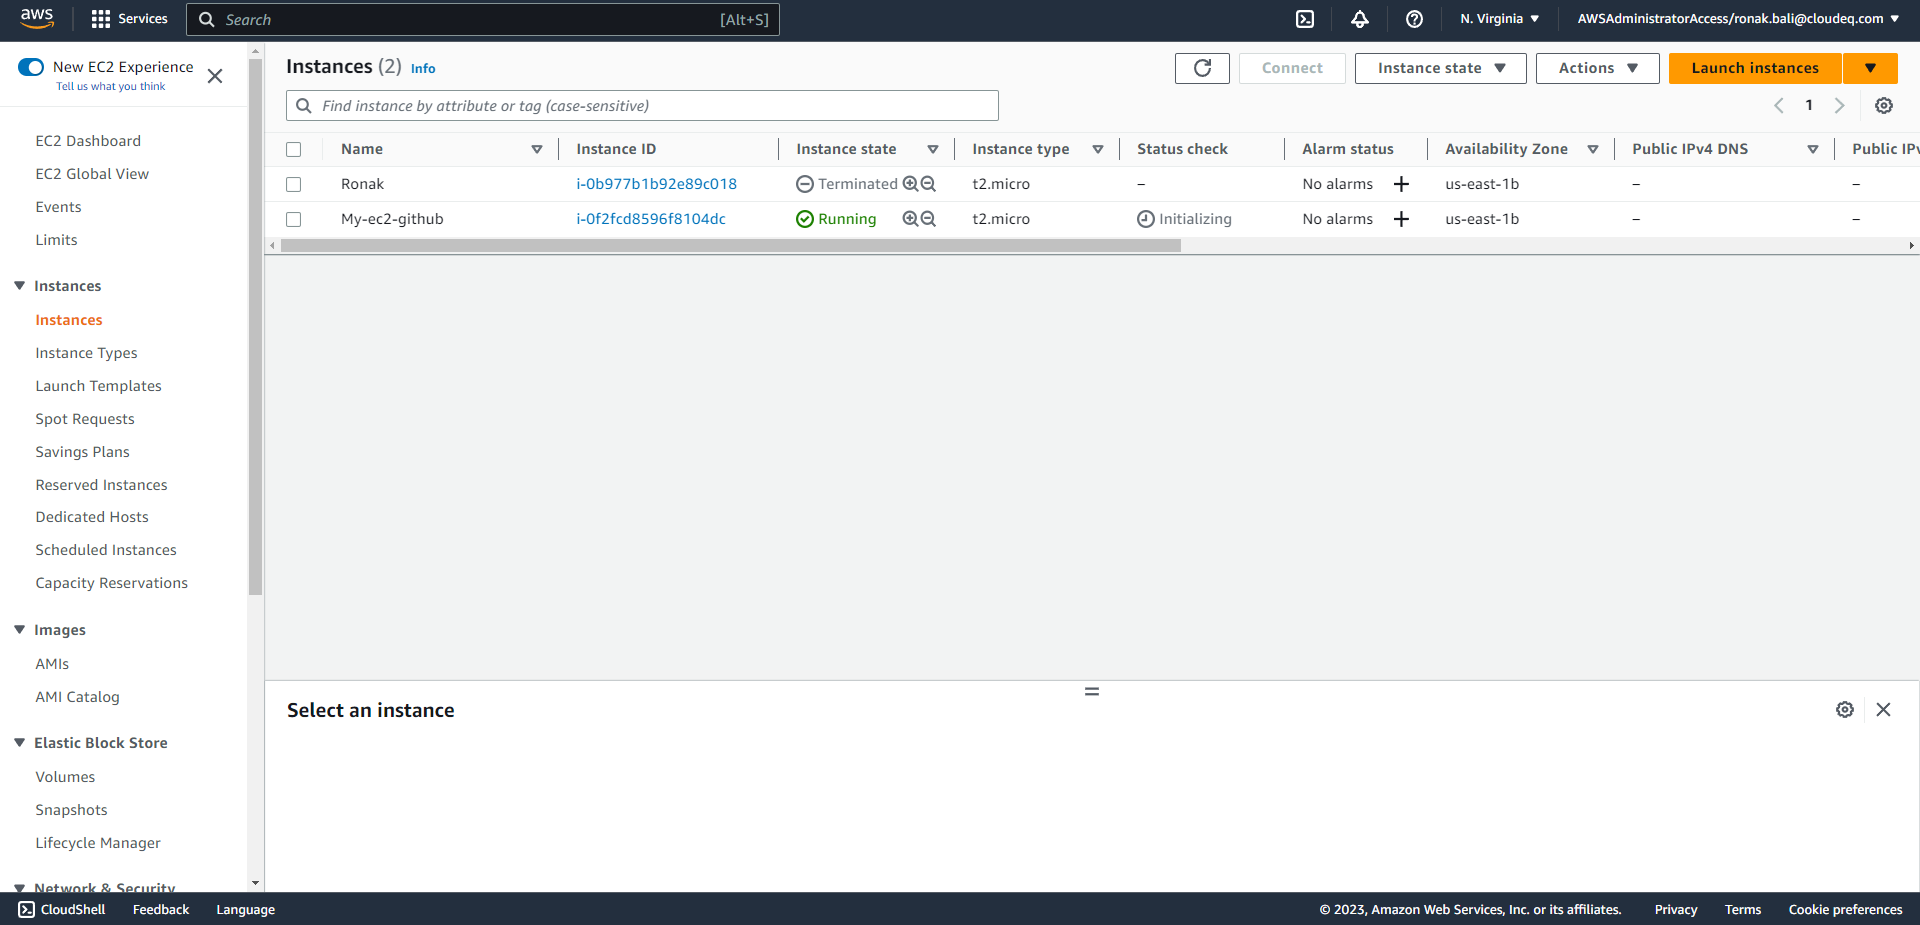 aws Services Search [Alt+S] N. Virginia AWSAdministratorAccess/ronak.bali@cloudeq.com
New EC2 Experience
Tell us what you think
EC2 Dashboard
EC2 Global View
Events
Limits
Instances
Instances
Instance Types
Launch Templates
Spot Requests
Savings Plans
Reserved Instances
Dedicated Hosts
Scheduled Instances
Capacity Reservations
Images
AMIs
AMI Catalog
Elastic Block Store
Volumes
Snapshots
Lifecycle Manager
Network & Security
Instances (2) Info Connect Instance state Actions Launch instances
Find instance by attribute or tag (case-sensitive) 1
Name Instance ID Instance state Instance type Status check Alarm status Availability Zone Public IPv4 DNS Public IPv
Ronak i-0b977b1b92e89c018 Terminated t2.micro – No alarms + us-east-1b – –
My-ec2-github i-0f2fcd8596f8104dc Running t2.micro Initializing No alarms + us-east-1b – –
Select an instance
CloudShell Feedback Language © 2023, Amazon Web Services, Inc. or its affiliates. Privacy Terms Cookie preferences